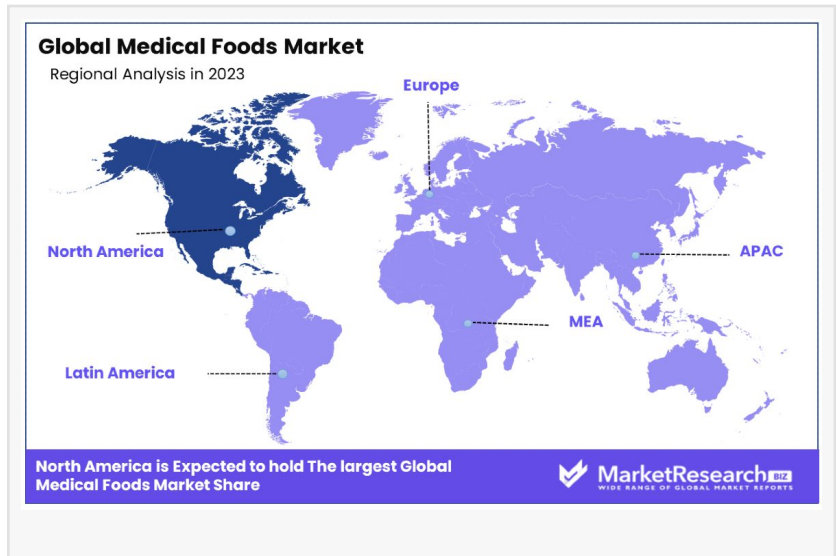 Global Medical Foods Market
Regional Analysis in 2023
Europe
North America
APAC
MEA
Latin America
North America is Expected to hold The largest Global
Medical Foods Market Share
MarketResearch BIZ
WIDE RANGE OF GLOBAL MARKET REPORTS